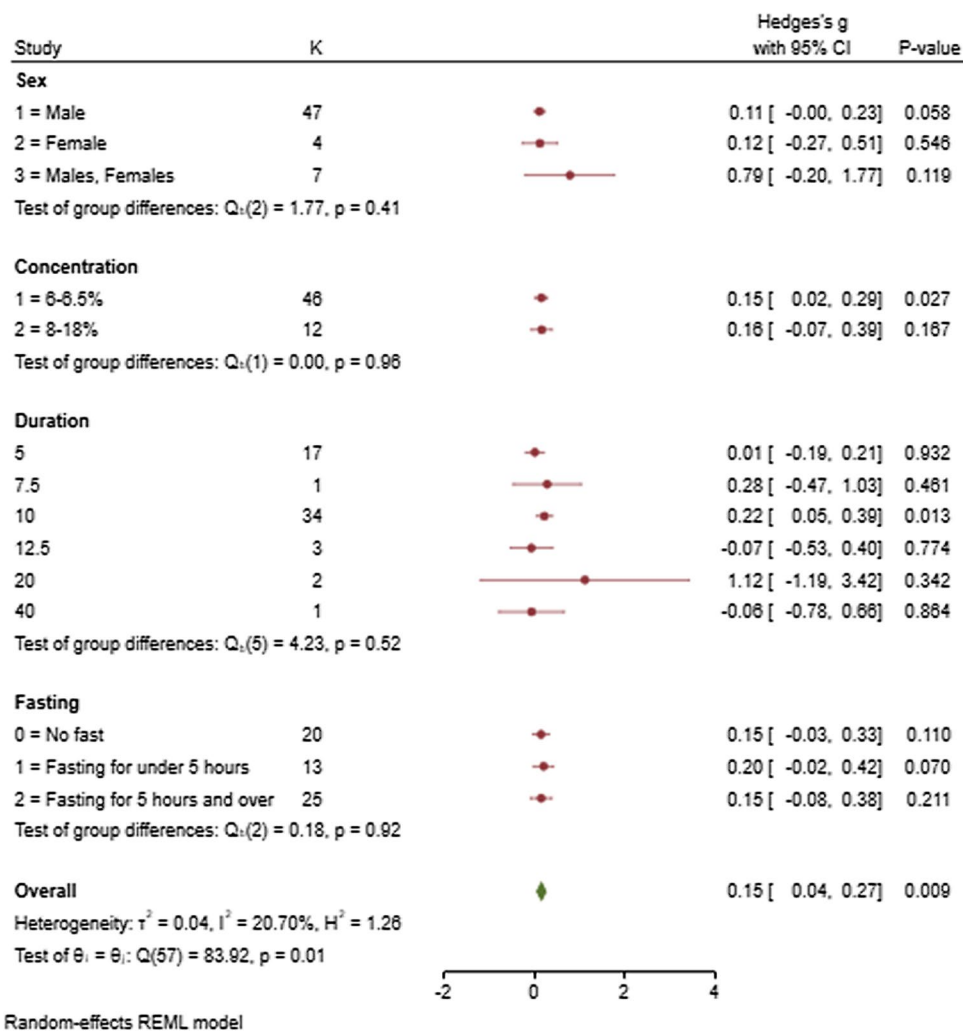 Hedges's g
Study K with 95% CI P-value
Sex
1 = Male 47 0.11 [ -0.00, 0.23] 0.058
2 = Female 4 0.12 [ -0.27, 0.51] 0.546
3 = Males, Females 7 0.79 [ -0.20, 1.77] 0.119
Test of group differences: Qb(2) = 1.77, p = 0.41
Concentration
1 = 6-6.5% 46 0.15 [ 0.02, 0.29] 0.027
2 = 8-18% 12 0.16 [ -0.07, 0.39] 0.167
Test of group differences: Qb(1) = 0.00, p = 0.96
Duration
5 17 0.01 [ -0.19, 0.21] 0.932
7.5 1 0.28 [ -0.47, 1.03] 0.461
10 34 0.22 [ 0.05, 0.39] 0.013
12.5 3 -0.07 [ -0.53, 0.40] 0.774
20 2 1.12 [ -1.19, 3.42] 0.342
40 1 -0.06 [ -0.78, 0.66] 0.864
Test of group differences: Qb(5) = 4.23, p = 0.52
Fasting
0 = No fast 20 0.15 [ -0.03, 0.33] 0.110
1 = Fasting for under 5 hours 13 0.20 [ -0.02, 0.42] 0.070
2 = Fasting for 5 hours and over 25 0.15 [ -0.08, 0.38] 0.211
Test of group differences: Qb(2) = 0.18, p = 0.92
Overall 0.15 [ 0.04, 0.27] 0.009
Heterogeneity: τ² = 0.04, I² = 20.70%, H² = 1.26
Test of θᵢ = θⱼ: Q(57) = 83.92, p = 0.01
-2 0 2 4
Random-effects REML model